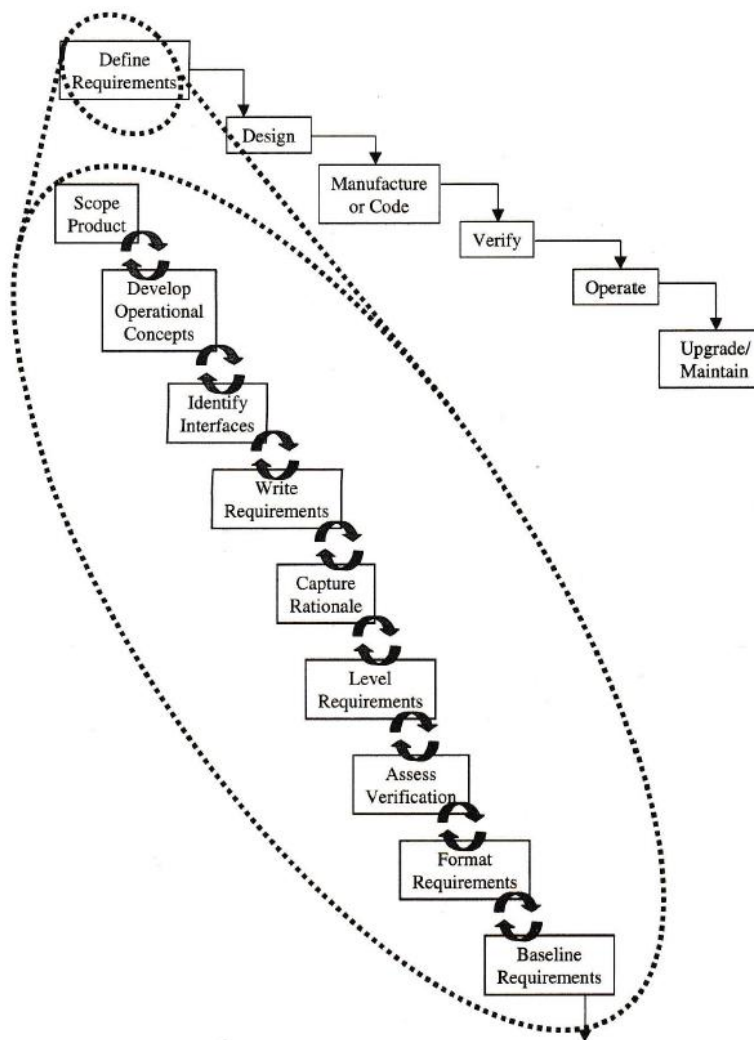 Define
Requirements
Design
Manufacture
or Code
Verify
Operate
Upgrade/
Maintain
Scope
Product
Develop
Operational
Concepts
Identify
Interfaces
Write
Requirements
Capture
Rationale
Level
Requirements
Assess
Verification
Format
Requirements
Baseline
Requirements